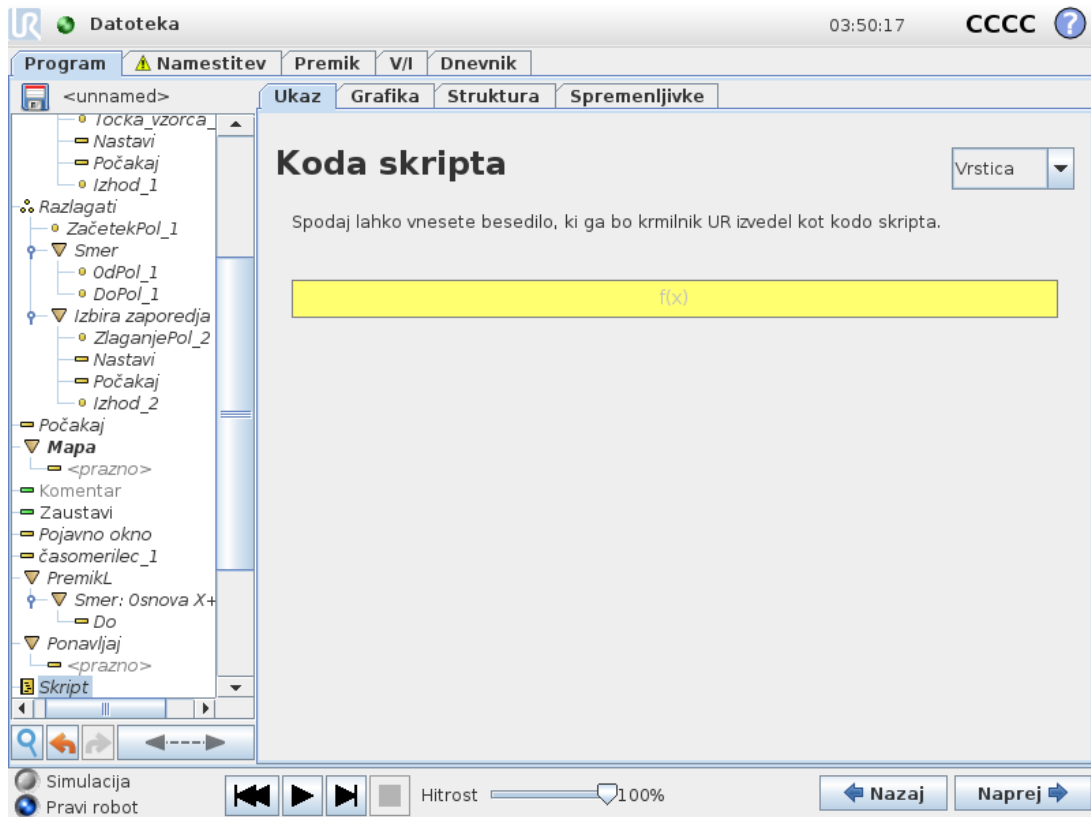 UR Datoteka 03:50:17 CCCC ?
Program Namestitev Premik V/I Dnevnik
<unnamed> Ukaz Grafika Struktura Spremenljivke
Točka_vzorca_
Nastavi
Počakaj
Izhod_1
Razlagati
ZačetekPol_1
Smer
OdPol_1
DoPol_1
Izbira zaporedja
ZlaganjePol_2
Nastavi
Počakaj
Izhod_2
Počakaj
Mapa
<prazno>
Komentar
Zaustavi
Pojavno okno
časomerilec_1
PremikL
Smer: Osnova X+
Do
Ponavljaj
<prazno>
Skript
Koda skripta
Vrstica
Spodaj lahko vnesete besedilo, ki ga bo krmilnik UR izvedel kot kodo skripta.
f(x)
Simulacija
Pravi robot
Hitrost 100%
Nazaj Naprej